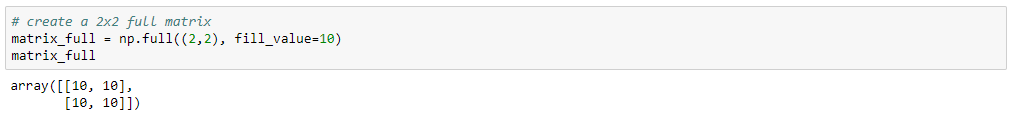 # create a 2x2 full matrix
matrix_full = np.full((2,2), fill_value=10)
matrix_full
array([[10, 10],
       [10, 10]])